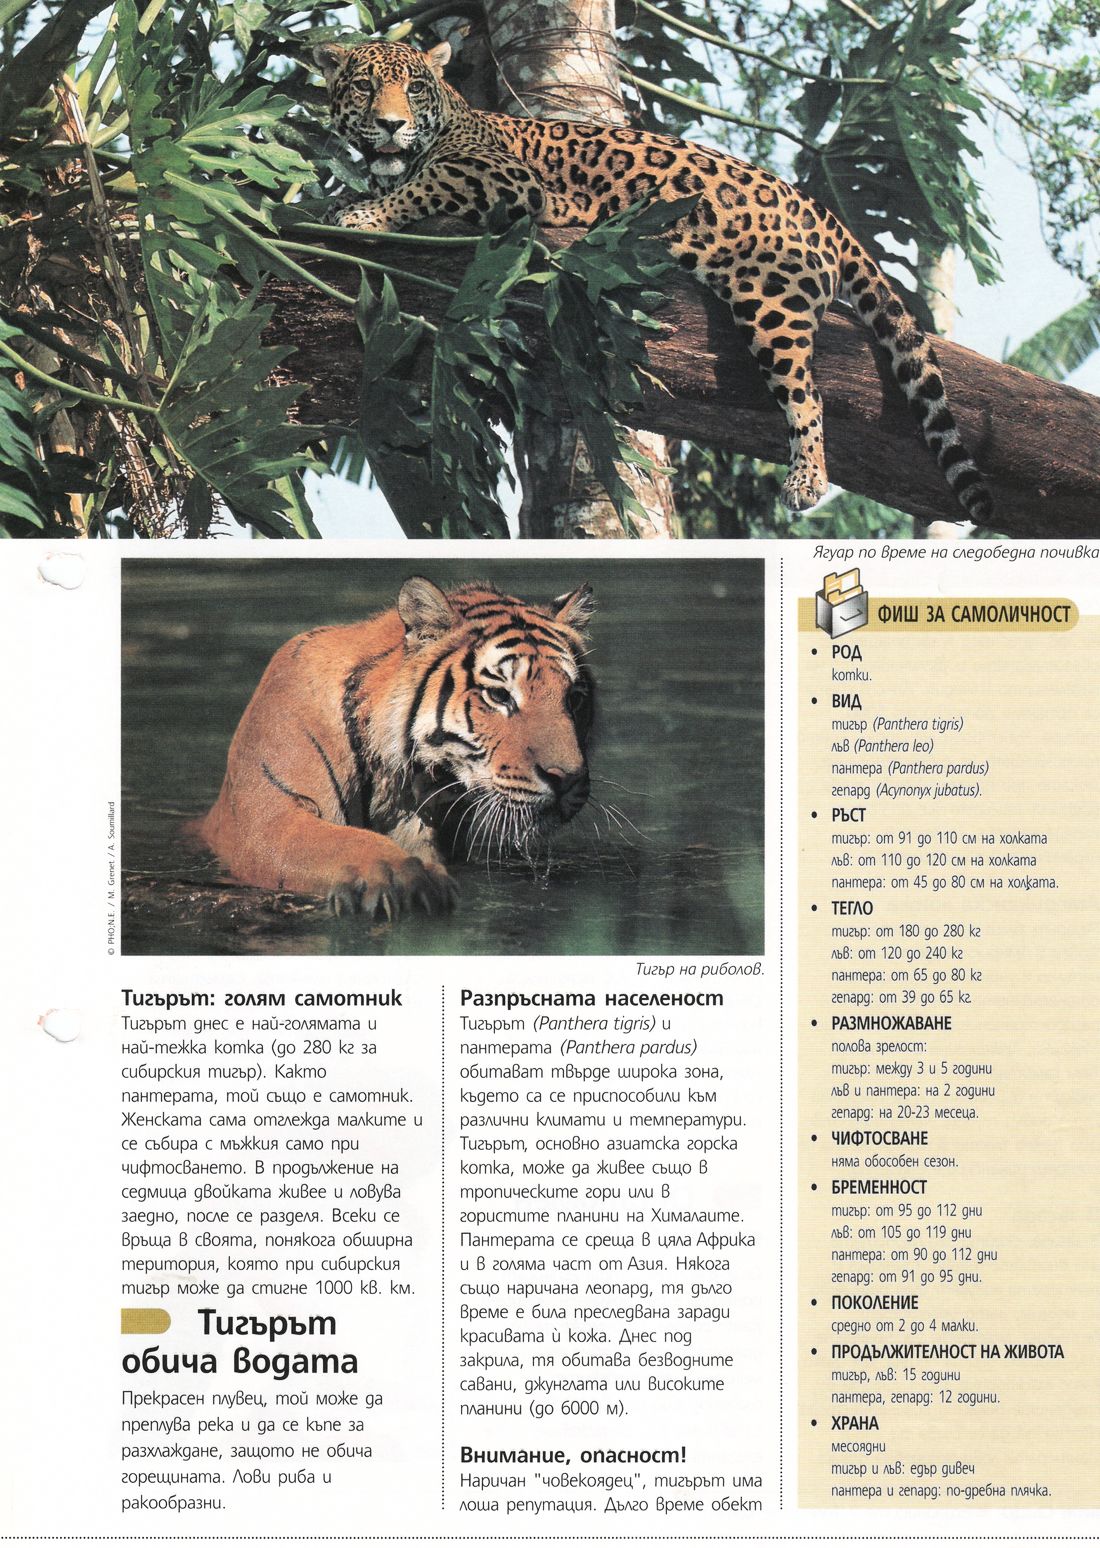 Ягуар по време на следобедна почивка
© PHO.N.E. / M. Grenet / A. Soumillard
Тигър на риболов.
Тигърът: голям самотник
Тигърът днес е най-голямата и
най-тежка котка (до 280 кг за
сибирския тигър). Както
пантерата, той също е самотник.
Женската сама отглежда малките и
се събира с мъжкия само при
чифтосването. В продължение на
седмица двойката живее и ловува
заедно, после се разделя. Всеки се
връща в своята, понякога обширна
територия, която при сибирския
тигър може да стигне 1000 кв. км.
Тигърът
обича водата
Прекрасен плувец, той може да
преплува река и да се къпе за
разхлаждане, защото не обича
горещината. Лови риба и
ракообразни.
Разпръсната населеност
Тигърът (Panthera tigris) и
пантерата (Panthera pardus)
обитават твърде широка зона,
където са се приспособили към
различни климати и температури.
Тигърът, основно азиатска горска
котка, може да живее също в
тропическите гори или в
гористите планини на Хималаите.
Пантерата се среща в цяла Африка
и в голяма част от Азия. Някога
също наричана леопард, тя дълго
време е била преследвана заради
красивата ѝ кожа. Днес под
закрила, тя обитава безводните
савани, джунглата или високите
планини (до 6000 м).
Внимание, опасност!
Наричан "човекоядец", тигърът има
лоша репутация. Дълго време обект
ФИШ ЗА САМОЛИЧНОСТ
• РОД
котки.
• ВИД
тигър (Panthera tigris)
лъв (Panthera leo)
пантера (Panthera pardus)
гепард (Acynonyx jubatus).
• РЪСТ
тигър: от 91 до 110 см на холката
лъв: от 110 до 120 см на холката
пантера: от 45 до 80 см на холката.
• ТЕГЛО
тигър: от 180 до 280 кг
лъв: от 120 до 240 кг
пантера: от 65 до 80 кг
гепард: от 39 до 65 кг.
• РАЗМНОЖАВАНЕ
полова зрелост:
тигър: между 3 и 5 години
лъв и пантера: на 2 години
гепард: на 20-23 месеца.
• ЧИФТОСВАНЕ
няма обособен сезон.
• БРЕМЕННОСТ
тигър: от 95 до 112 дни
лъв: от 105 до 119 дни
пантера: от 90 до 112 дни
гепард: от 91 до 95 дни.
• ПОКОЛЕНИЕ
средно от 2 до 4 малки.
• ПРОДЪЛЖИТЕЛНОСТ НА ЖИВОТА
тигър, лъв: 15 години
пантера, гепард: 12 години.
• ХРАНА
месоядни
тигър и лъв: едър дивеч
пантера и гепард: по-дребна плячка.